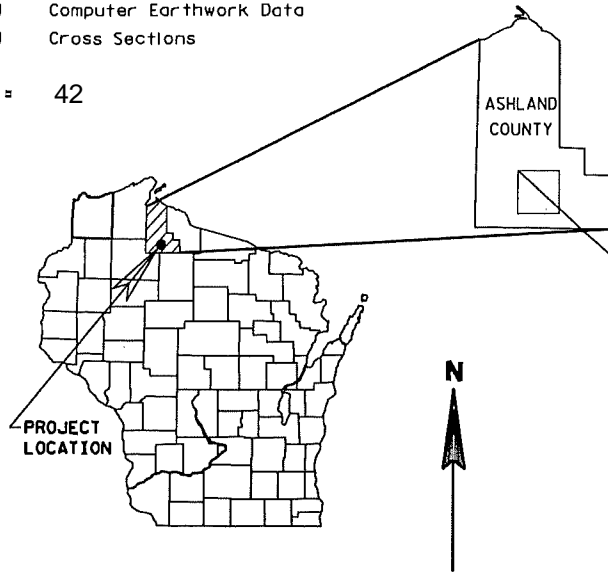 Computer Earthwork Data
Cross Sections
= 42
ASHLAND
COUNTY
PROJECT
LOCATION
N